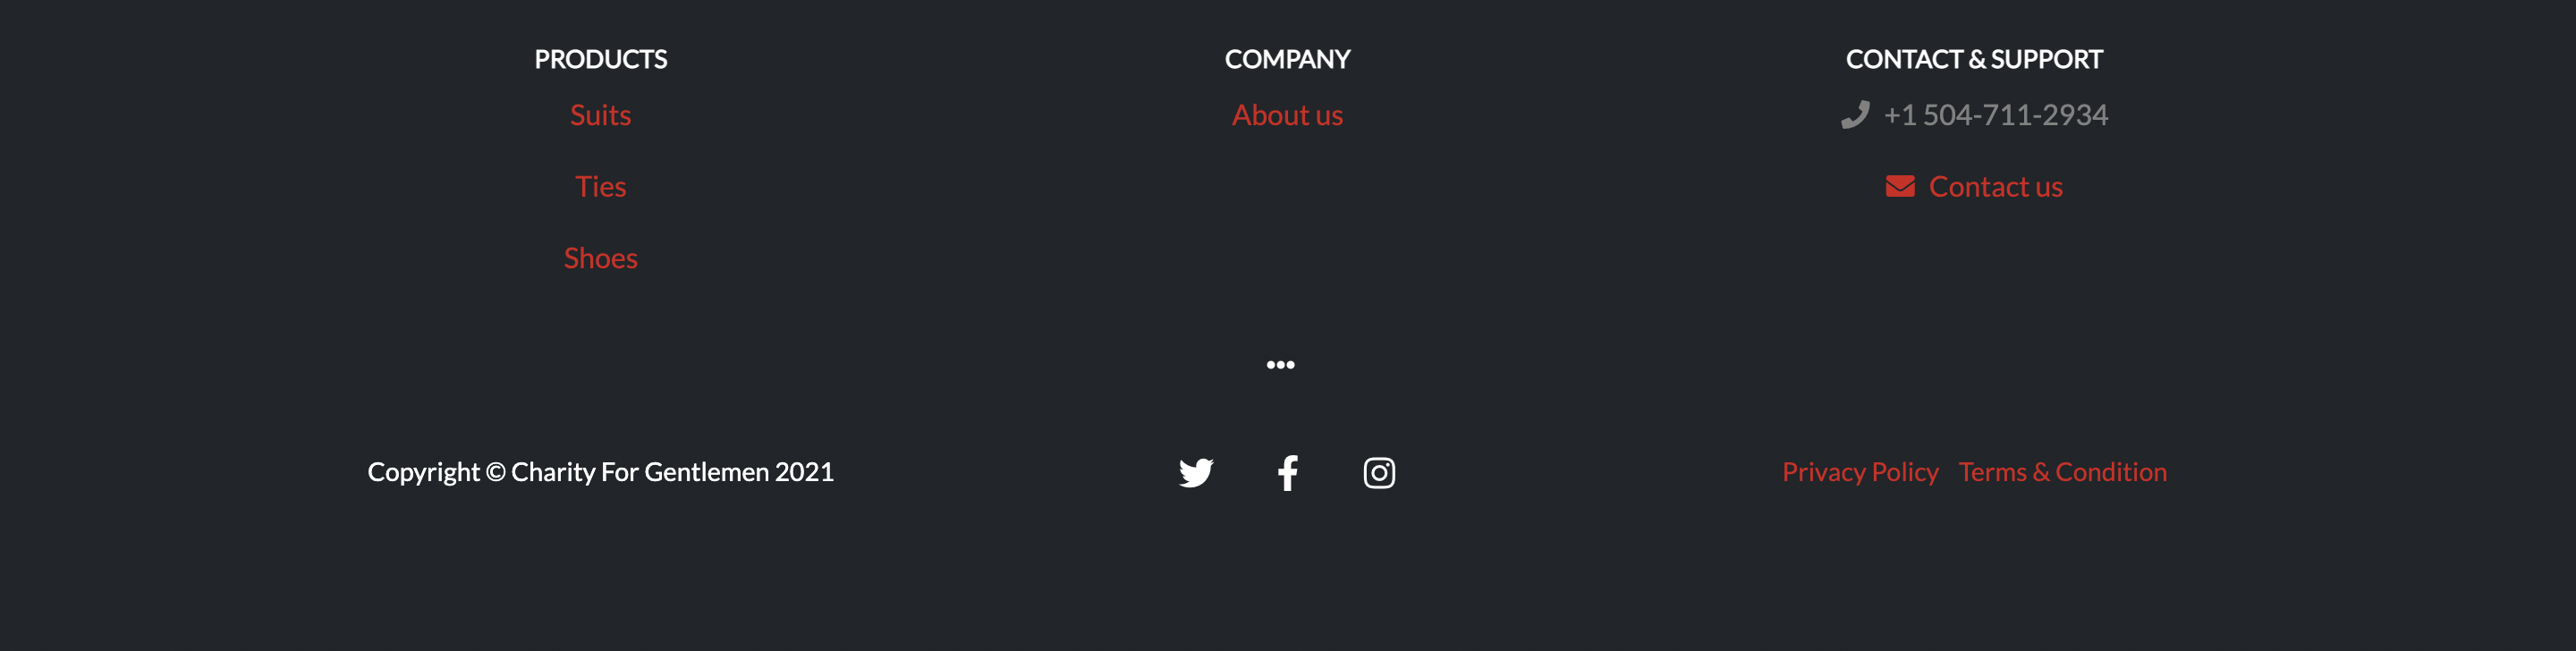 PRODUCTS
Suits
Ties
Shoes
COMPANY
About us
CONTACT & SUPPORT
+1 504-711-2934
Contact us
Copyright © Charity For Gentlemen 2021
Privacy Policy Terms & Condition